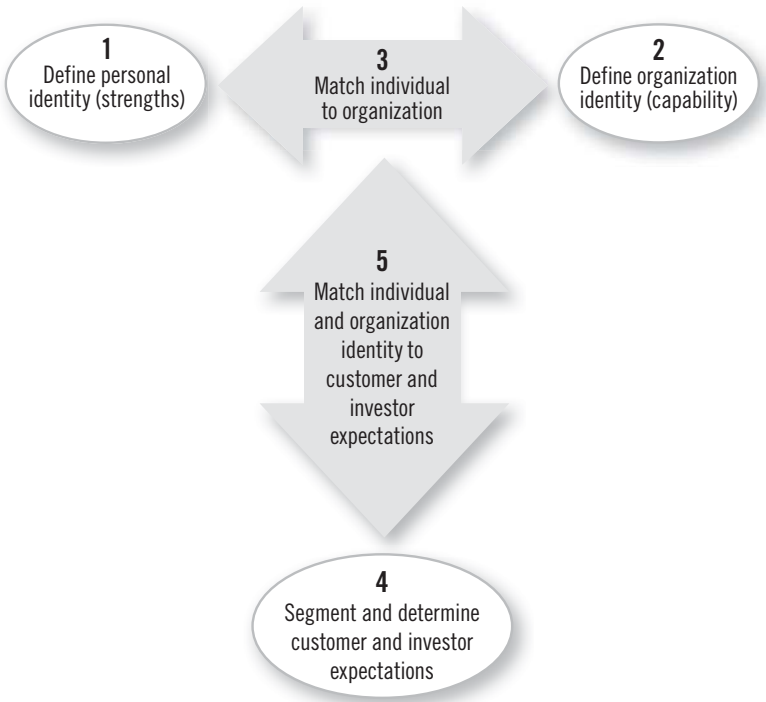 1
Define personal
identity (strengths)
3
Match individual
to organization
2
Define organization
identity (capability)
5
Match individual
and organization
identity to
customer and
investor
expectations
4
Segment and determine
customer and investor
expectations